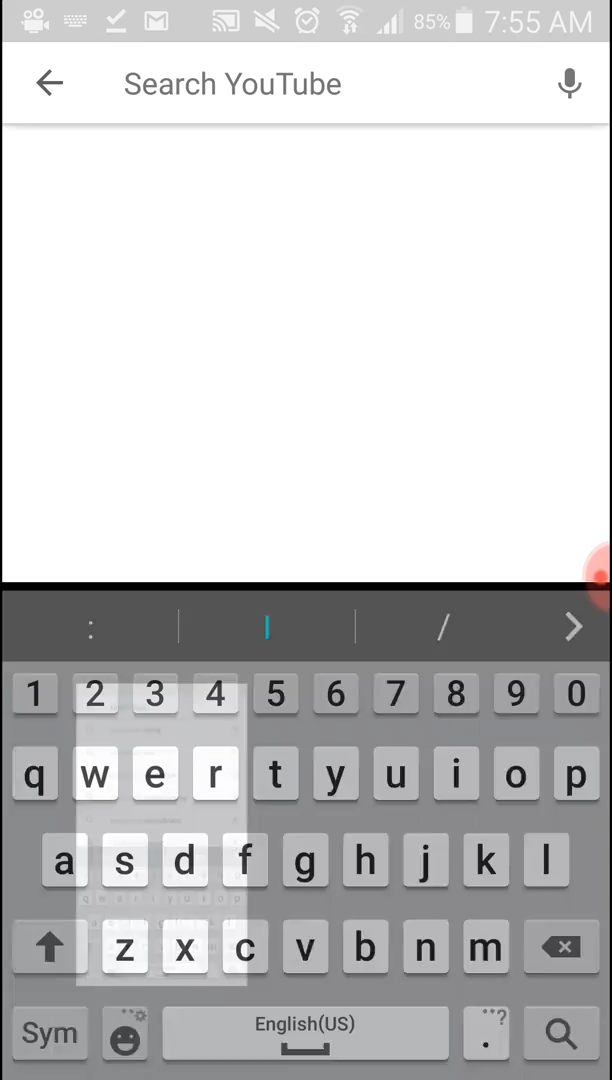 85% 7:55 AM
Search YouTube
: | /
1 2 3 4 5 6 7 8 9 0
q w e r t y u i o p
a s d f g h j k l
z x c v b n m
Sym English(US) . ?